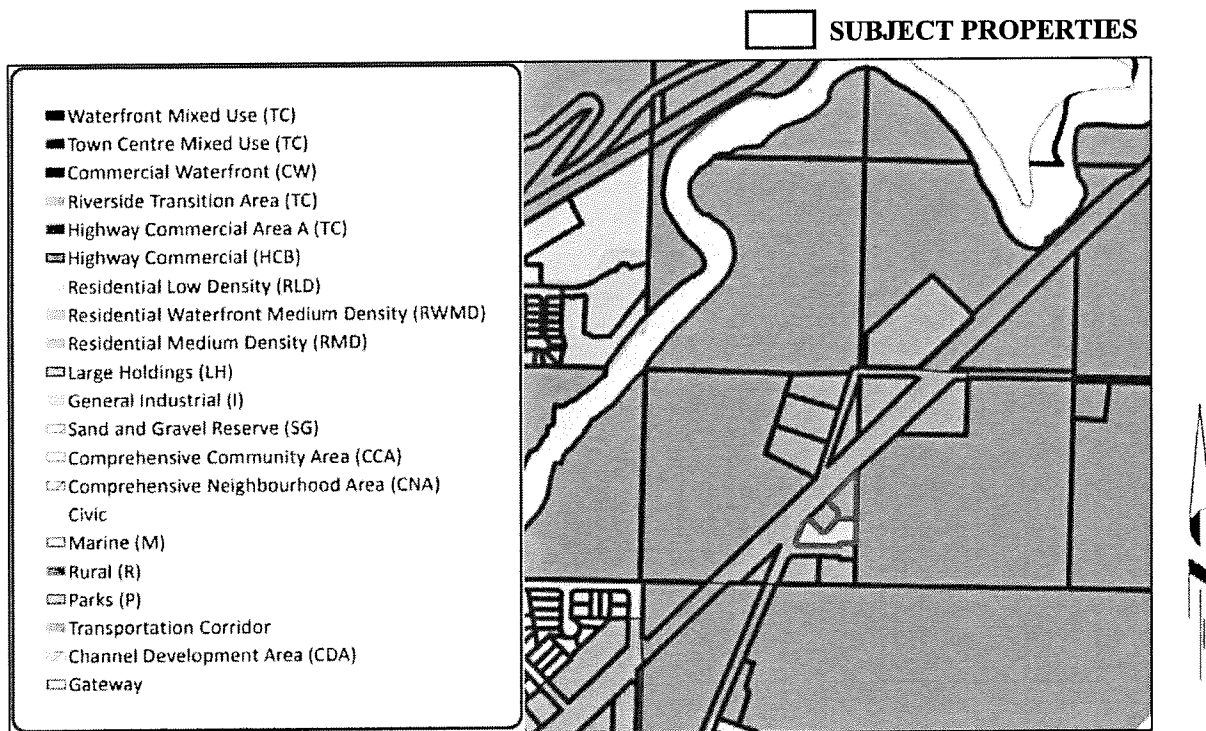 SUBJECT PROPERTIES
Waterfront Mixed Use (TC)
Town Centre Mixed Use (TC)
Commercial Waterfront (CW)
Riverside Transition Area (TC)
Highway Commercial Area A (TC)
Highway Commercial (HCB)
Residential Low Density (RLD)
Residential Waterfront Medium Density (RWMD)
Residential Medium Density (RMD)
Large Holdings (LH)
General Industrial (I)
Sand and Gravel Reserve (SG)
Comprehensive Community Area (CCA)
Comprehensive Neighbourhood Area (CNA)
Civic
Marine (M)
Rural (R)
Parks (P)
Transportation Corridor
Channel Development Area (CDA)
Gateway